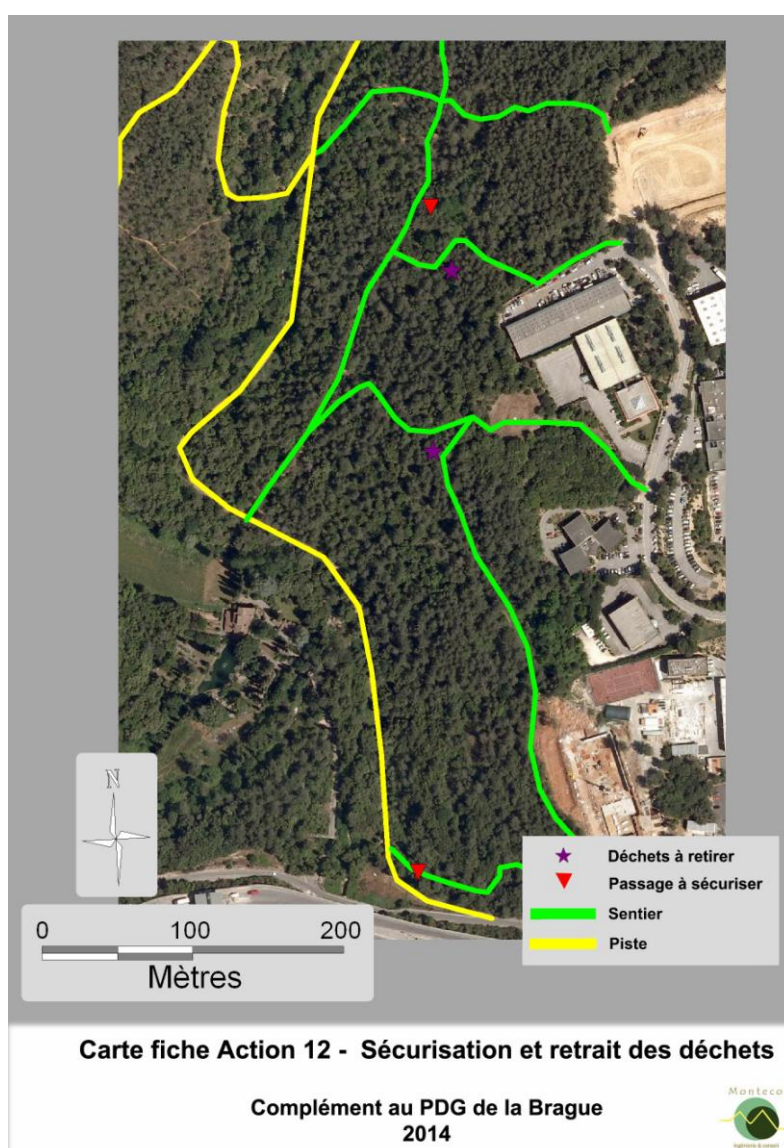 N
Déchets à retirer
Passage à sécuriser
Sentier
Piste
0 100 200
Mètres
Carte fiche Action 12 - Sécurisation et retrait des déchets
Complément au PDG de la Brague
2014
Monteco